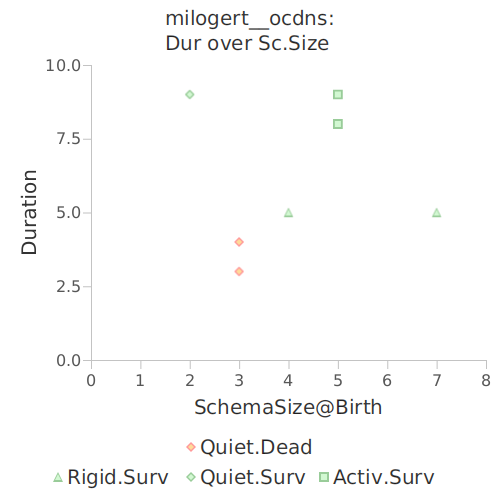 milogert__ocdns:
Dur over Sc.Size
10.0
7.5
5.0
2.5
0.0
Duration
0 1 2 3 4 5 6 7 8
SchemaSize@Birth
Quiet.Dead
Rigid.Surv Quiet.Surv Activ.Surv